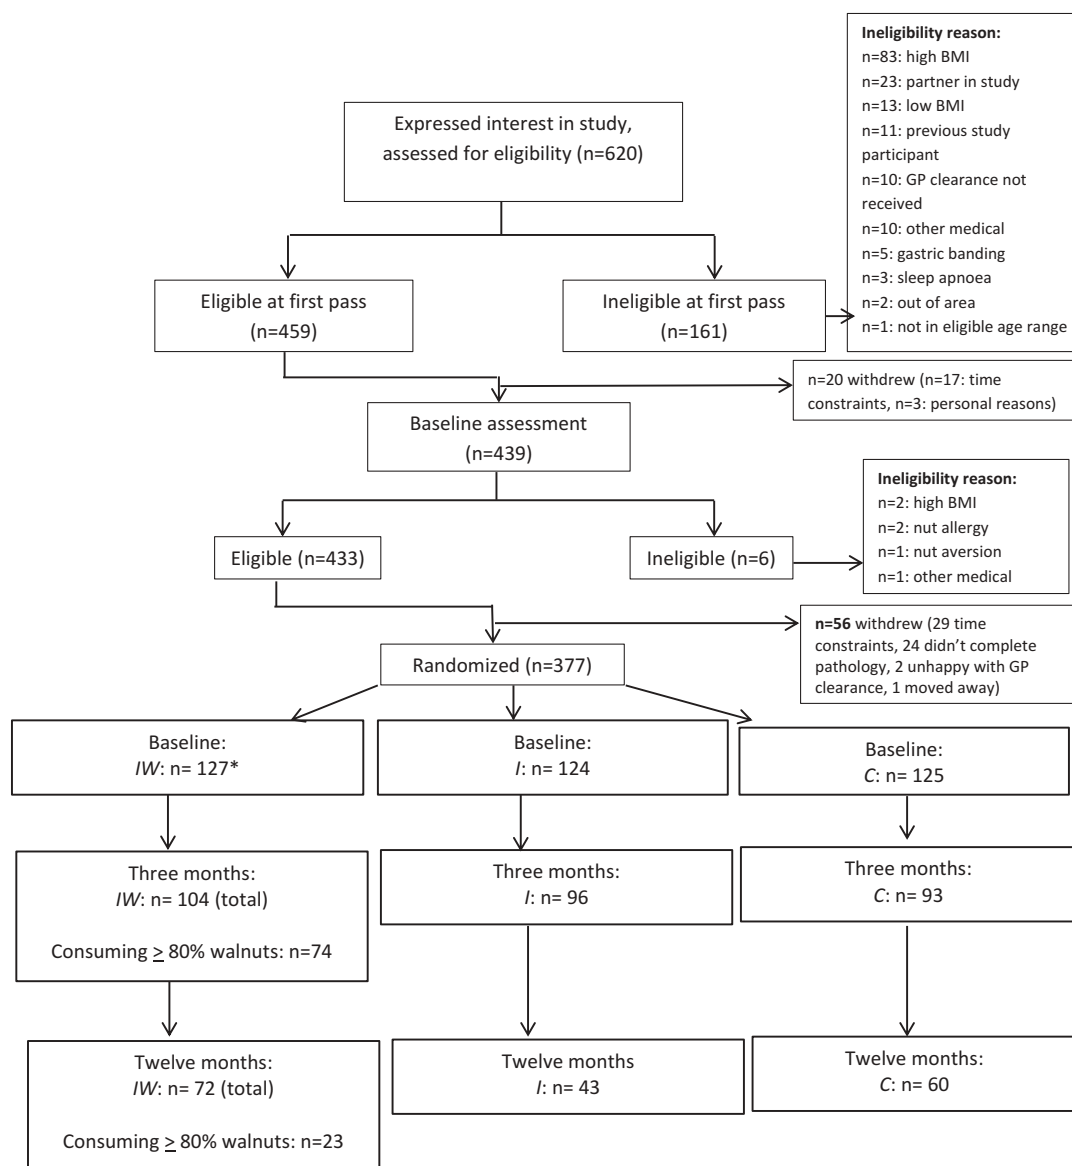 Expressed interest in study,
assessed for eligibility (n=620)
Ineligibility reason:
n=83: high BMI
n=23: partner in study
n=13: low BMI
n=11: previous study
participant
n=10: GP clearance not
received
n=10: other medical
n=5: gastric banding
n=3: sleep apnoea
n=2: out of area
n=1: not in eligible age range
Eligible at first pass
(n=459)
Ineligible at first pass
(n=161)
n=20 withdrew (n=17: time
constraints, n=3: personal reasons)
Baseline assessment
(n=439)
Ineligibility reason:
n=2: high BMI
n=2: nut allergy
n=1: nut aversion
n=1: other medical
Eligible (n=433)
Ineligible (n=6)
n=56 withdrew (29 time
constraints, 24 didn't complete
pathology, 2 unhappy with GP
clearance, 1 moved away)
Randomized (n=377)
Baseline:
IW: n= 127*
Baseline:
I: n= 124
Baseline:
C: n= 125
Three months:
IW: n= 104 (total)
Consuming ≥ 80% walnuts: n=74
Three months:
I: n= 96
Three months:
C: n= 93
Twelve months:
IW: n= 72 (total)
Consuming ≥ 80% walnuts: n=23
Twelve months
I: n= 43
Twelve months:
C: n= 60